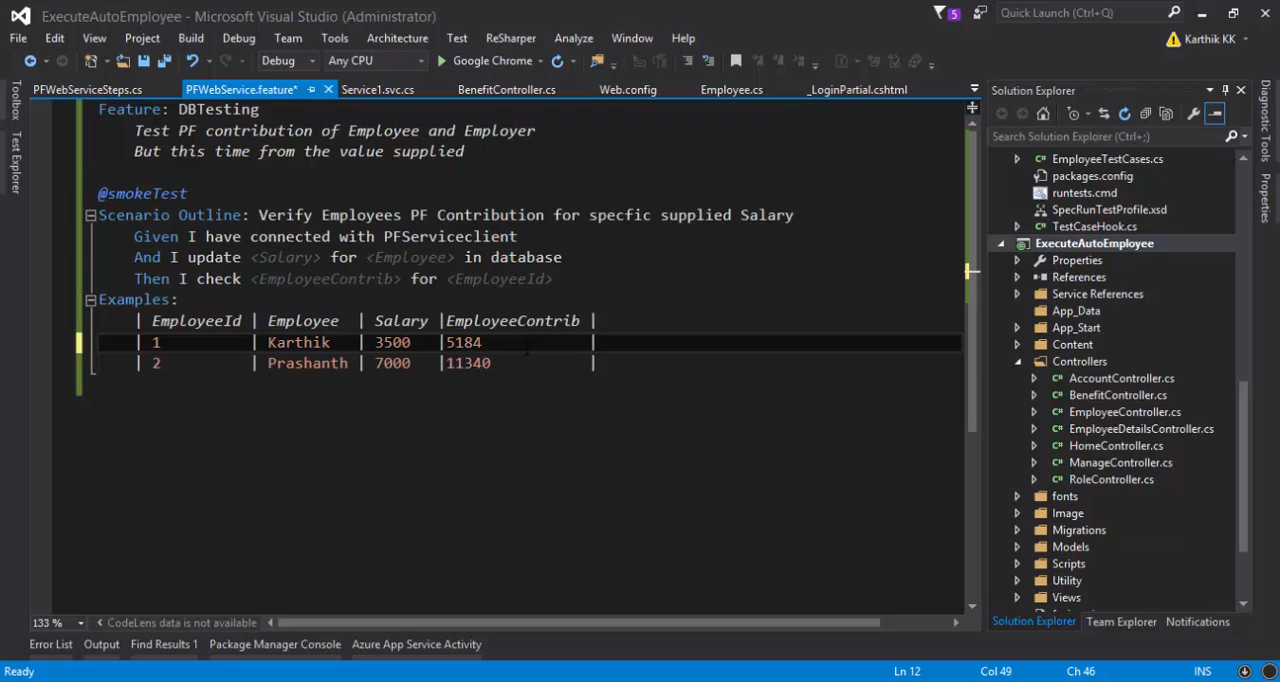 ExecuteAutoEmployee - Microsoft Visual Studio (Administrator)
5
Quick Launch (Ctrl+Q)
File Edit View Project Build Debug Team Tools Architecture Test ReSharper Analyze Window Help
Karthik KK
Debug Any CPU Google Chrome
PFWebServiceSteps.cs PFWebService.feature* Service1.svc.cs BenefitController.cs Web.config Employee.cs _LoginPartial.cshtml
Toolbox
Test Explorer
Feature: DBTesting
Test PF contribution of Employee and Employer
But this time from the value supplied
@smokeTest
Scenario Outline: Verify Employees PF Contribution for specfic supplied Salary
Given I have connected with PFServiceclient
And I update <Salary> for <Employee> in database
Then I check <EmployeeContrib> for <EmployeeId>
Examples:
| EmployeeId | Employee | Salary |EmployeeContrib |
| 1 | Karthik | 3500 |5184 |
| 2 | Prashanth | 7000 |11340 |
133 % CodeLens data is not available
Solution Explorer
Search Solution Explorer (Ctrl+;)
C# EmployeeTestCases.cs
packages.config
runtests.cmd
SpecRunTestProfile.xsd
C# TestCaseHook.cs
ExecuteAutoEmployee
Properties
References
Service References
App_Data
App_Start
Content
Controllers
C# AccountController.cs
C# BenefitController.cs
C# EmployeeController.cs
C# EmployeeDetailsController.cs
C# HomeController.cs
C# ManageController.cs
C# RoleController.cs
fonts
Image
Migrations
Models
Scripts
Utility
Views
Solution Explorer Team Explorer Notifications
Diagnostic Tools
Properties
Error List Output Find Results 1 Package Manager Console Azure App Service Activity
Ready Ln 12 Col 49 Ch 46 INS